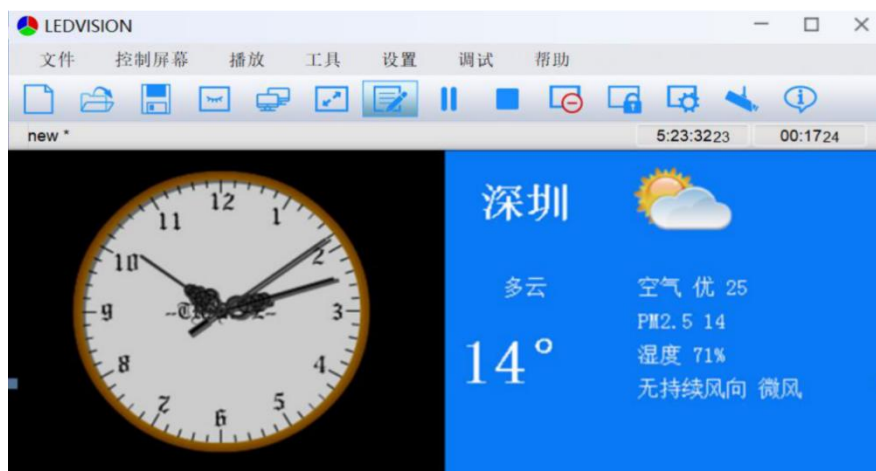 LEDVISION
文件 控制屏幕 播放 工具 设置 调试 帮助
new * 5:23:3223 00:1724
12
1
2
3
4
5
6
7
8
9
10
11
深圳
多云
14°
空气 优 25
PM2.5 14
湿度 71%
无持续风向 微风